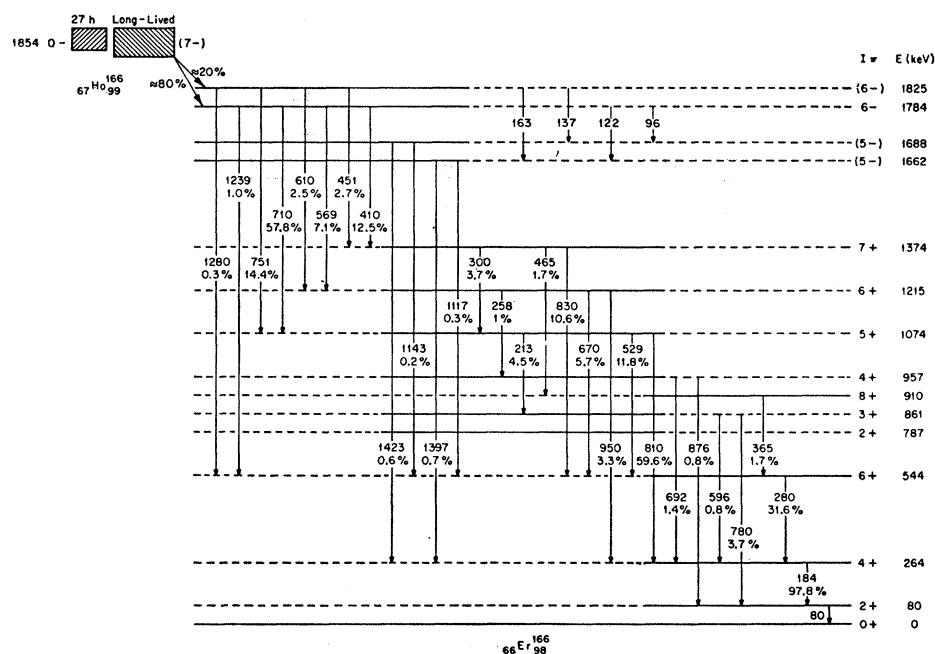 27 h Long-Lived
1854 0- (7-)
≈20%
≈80%
67Ho166 99
I π E (keV)
(6-) 1825
6- 1784
163 137 122 96
(5-) 1688
(5-) 1662
1239 610 451
1.0% 2.5% 2.7%
710 569 410
57.8% 7.1% 12.5%
7+ 1374
1280 751 300 465
0.3% 14.4% 3.7% 1.7%
6+ 1215
1117 258 830
0.3% 1% 10.6%
5+ 1074
1143 213 670 529
0.2% 4.5% 5.7% 11.8%
4+ 957
8+ 910
3+ 861
2+ 787
1423 1397 950 810 876 365
0.6% 0.7% 3.3% 59.6% 0.8% 1.7%
6+ 544
692 596 280
1.4% 0.8% 31.6%
780
3.7%
4+ 264
184
97.8%
2+ 80
80
0+ 0
66Er166 98